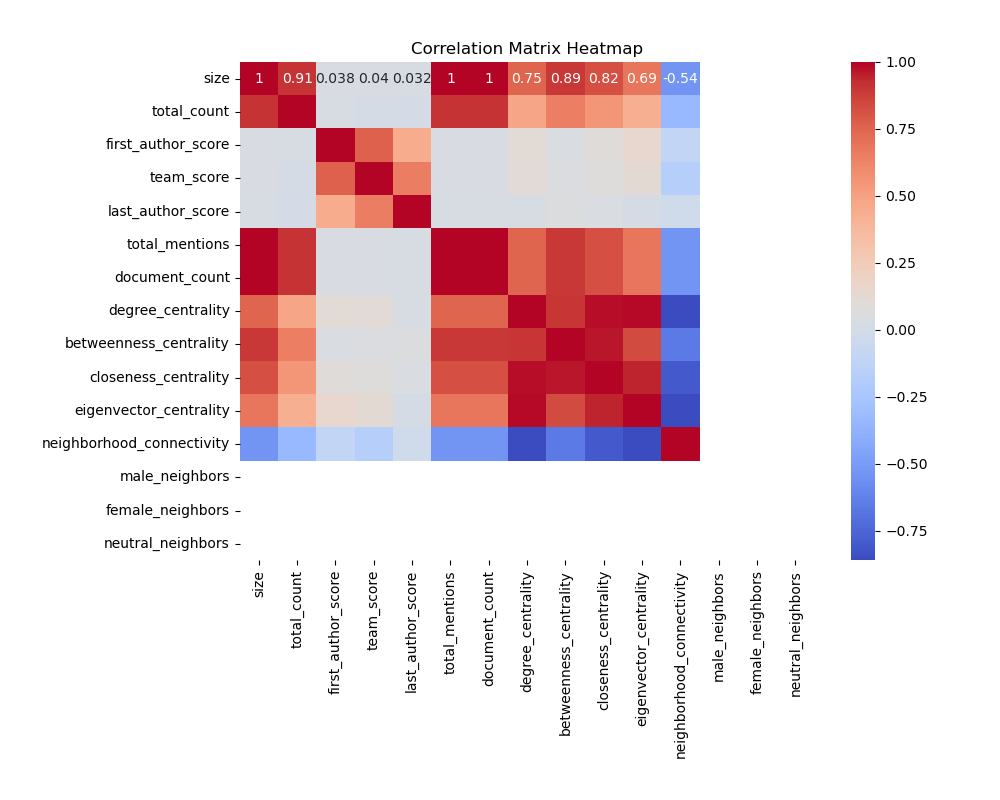 Correlation Matrix Heatmap
size
1 0.91 0.038 0.04 0.032 1 1 0.75 0.89 0.82 0.69 -0.54
total_count
first_author_score
team_score
last_author_score
total_mentions
document_count
degree_centrality
betweenness_centrality
closeness_centrality
eigenvector_centrality
neighborhood_connectivity
male_neighbors
female_neighbors
neutral_neighbors
size
total_count
first_author_score
team_score
last_author_score
total_mentions
document_count
degree_centrality
betweenness_centrality
closeness_centrality
eigenvector_centrality
neighborhood_connectivity
male_neighbors
female_neighbors
neutral_neighbors
1.00
0.75
0.50
0.25
0.00
−0.25
−0.50
−0.75